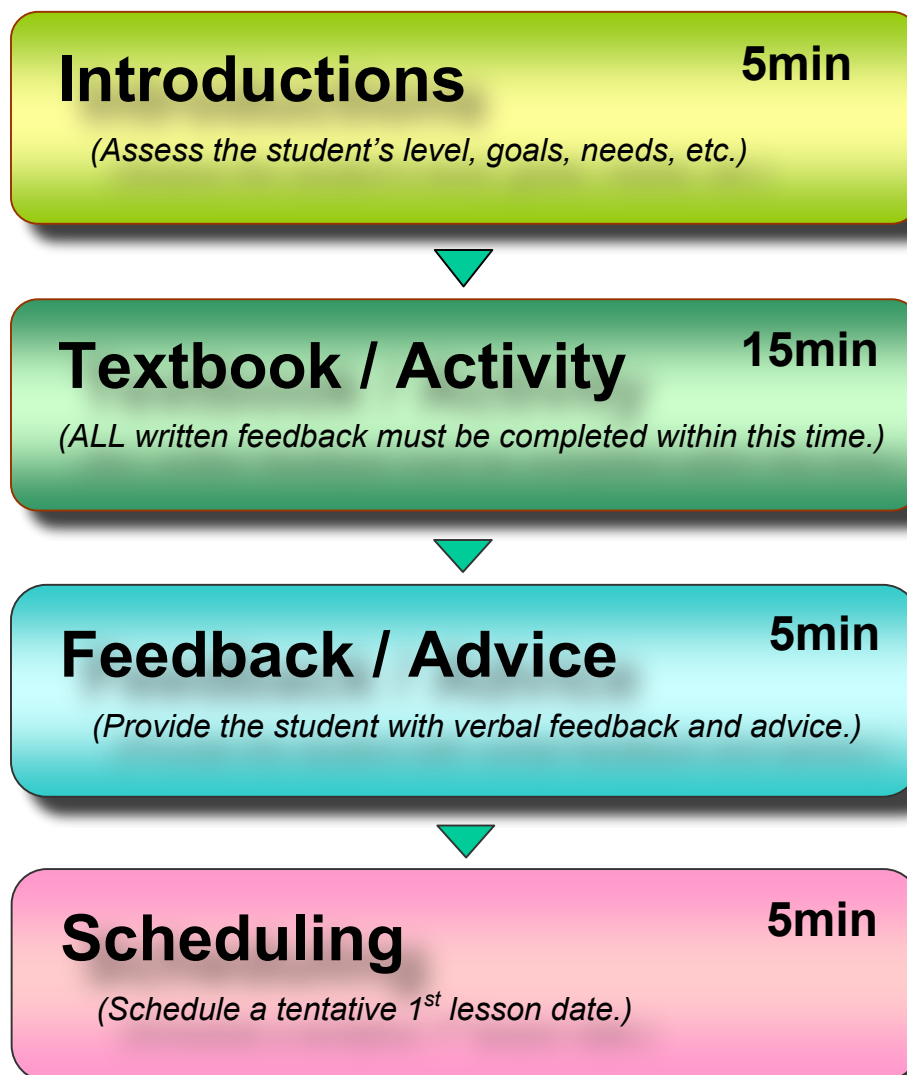 Introductions 5min
(Assess the student’s level, goals, needs, etc.)
Textbook / Activity 15min
(ALL written feedback must be completed within this time.)
Feedback / Advice 5min
(Provide the student with verbal feedback and advice.)
Scheduling 5min
(Schedule a tentative 1st lesson date.)